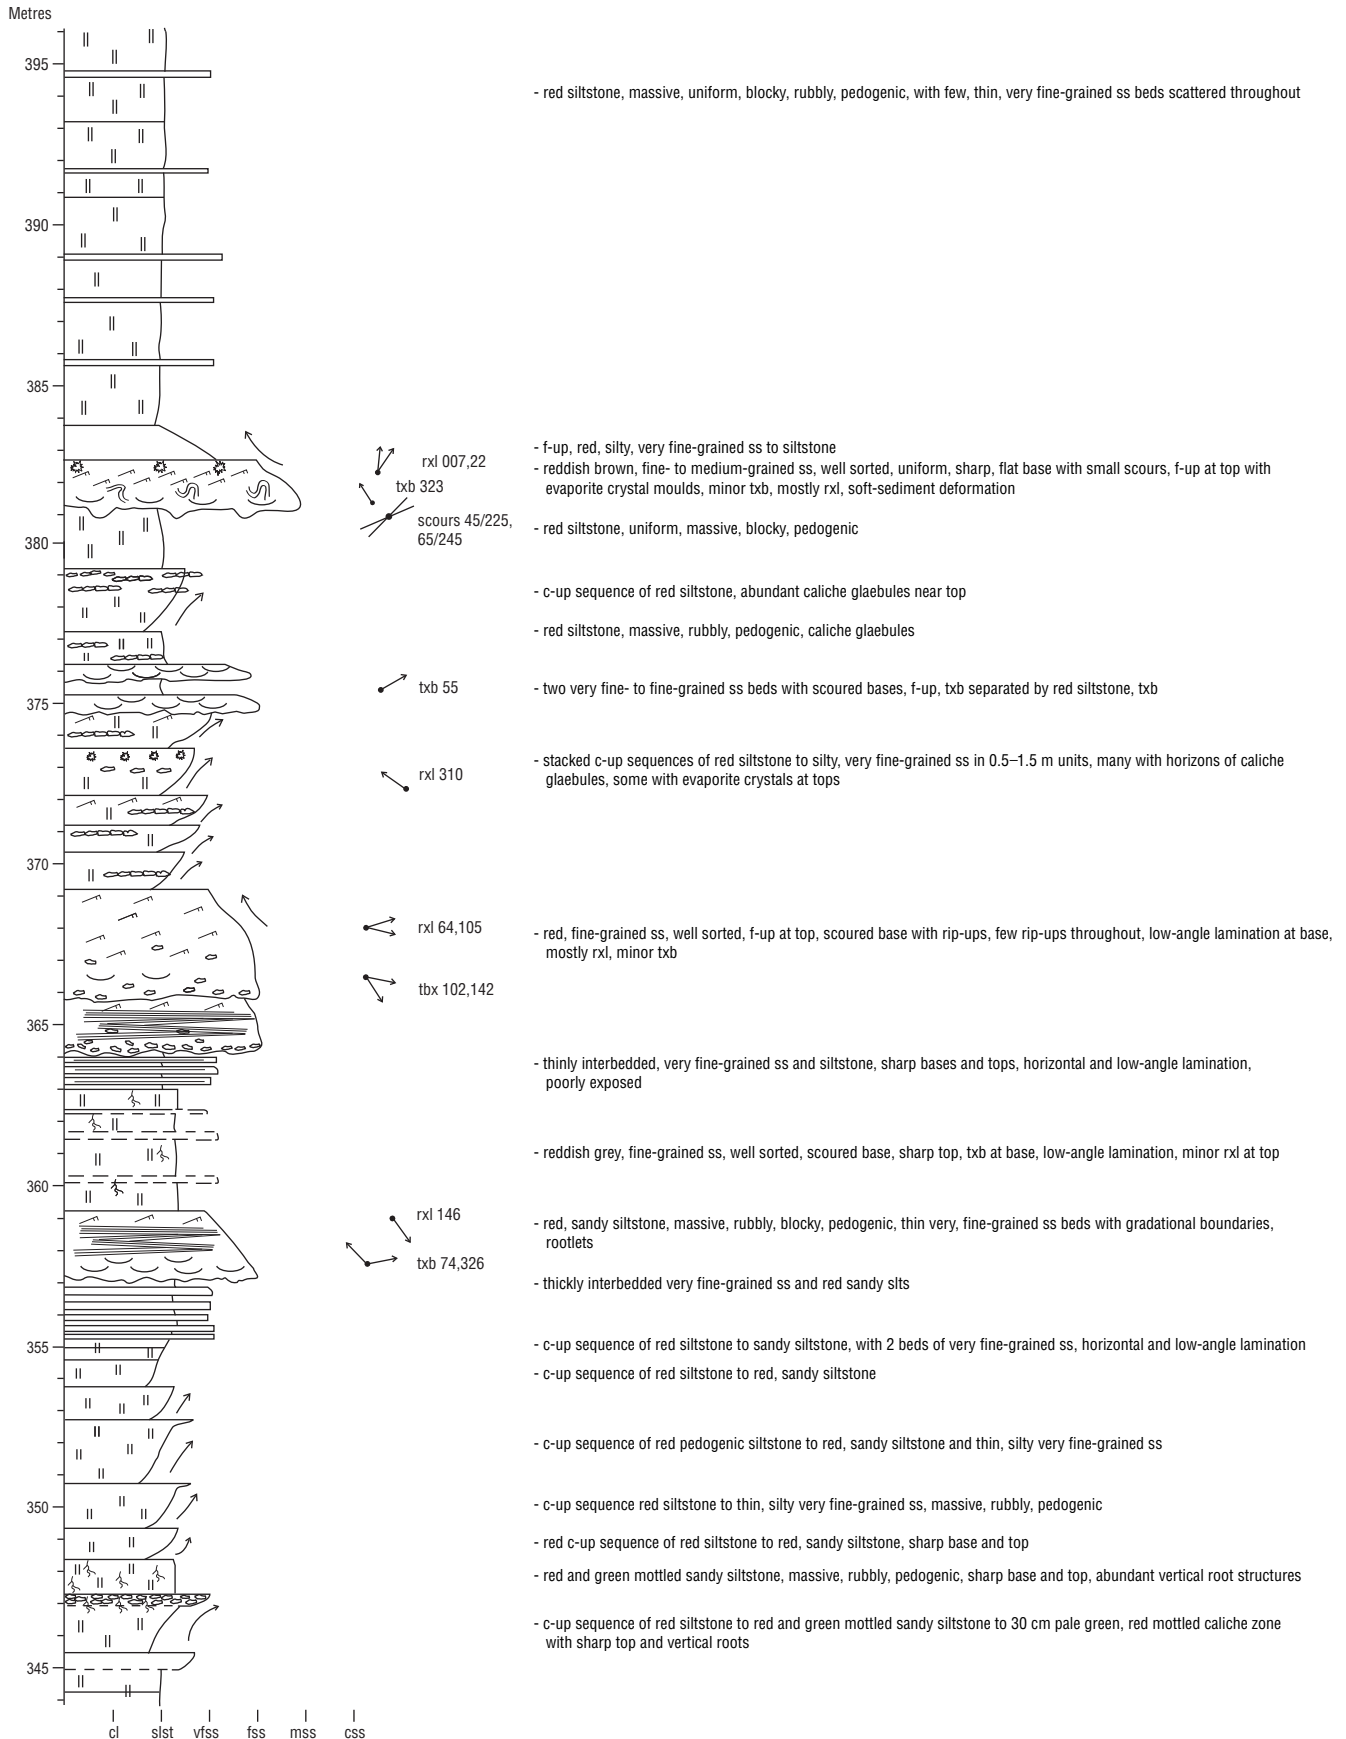 Metres
395
- red siltstone, massive, uniform, blocky, rubbly, pedogenic, with few, thin, very fine-grained ss beds scattered throughout
390
385
- f-up, red, silty, very fine-grained ss to siltstone
rxl 007,22
- reddish brown, fine- to medium-grained ss, well sorted, uniform, sharp, flat base with small scours, f-up at top with
evaporite crystal moulds, minor txb, mostly rxl, soft-sediment deformation
txb 323
scours 45/225,
65/245
- red siltstone, uniform, massive, blocky, pedogenic
380
- c-up sequence of red siltstone, abundant caliche glaebules near top
- red siltstone, massive, rubbly, pedogenic, caliche glaebules
txb 55
- two very fine- to fine-grained ss beds with scoured bases, f-up, txb separated by red siltstone, txb
375
- stacked c-up sequences of red siltstone to silty, very fine-grained ss in 0.5–1.5 m units, many with horizons of caliche
glaebules, some with evaporite crystals at tops
rxl 310
370
rxl 64,105
- red, fine-grained ss, well sorted, f-up at top, scoured base with rip-ups, few rip-ups throughout, low-angle lamination at base,
mostly rxl, minor txb
tbx 102,142
365
- thinly interbedded, very fine-grained ss and siltstone, sharp bases and tops, horizontal and low-angle lamination,
poorly exposed
- reddish grey, fine-grained ss, well sorted, scoured base, sharp top, txb at base, low-angle lamination, minor rxl at top
360
rxl 146
- red, sandy siltstone, massive, rubbly, blocky, pedogenic, thin very, fine-grained ss beds with gradational boundaries,
rootlets
txb 74,326
- thickly interbedded very fine-grained ss and red sandy slts
355
- c-up sequence of red siltstone to sandy siltstone, with 2 beds of very fine-grained ss, horizontal and low-angle lamination
- c-up sequence of red siltstone to red, sandy siltstone
- c-up sequence of red pedogenic siltstone to red, sandy siltstone and thin, silty very fine-grained ss
350
- c-up sequence red siltstone to thin, silty very fine-grained ss, massive, rubbly, pedogenic
- red c-up sequence of red siltstone to red, sandy siltstone, sharp base and top
- red and green mottled sandy siltstone, massive, rubbly, pedogenic, sharp base and top, abundant vertical root structures
- c-up sequence of red siltstone to red and green mottled sandy siltstone to 30 cm pale green, red mottled caliche zone
with sharp top and vertical roots
345
cl slst vfss fss mss css